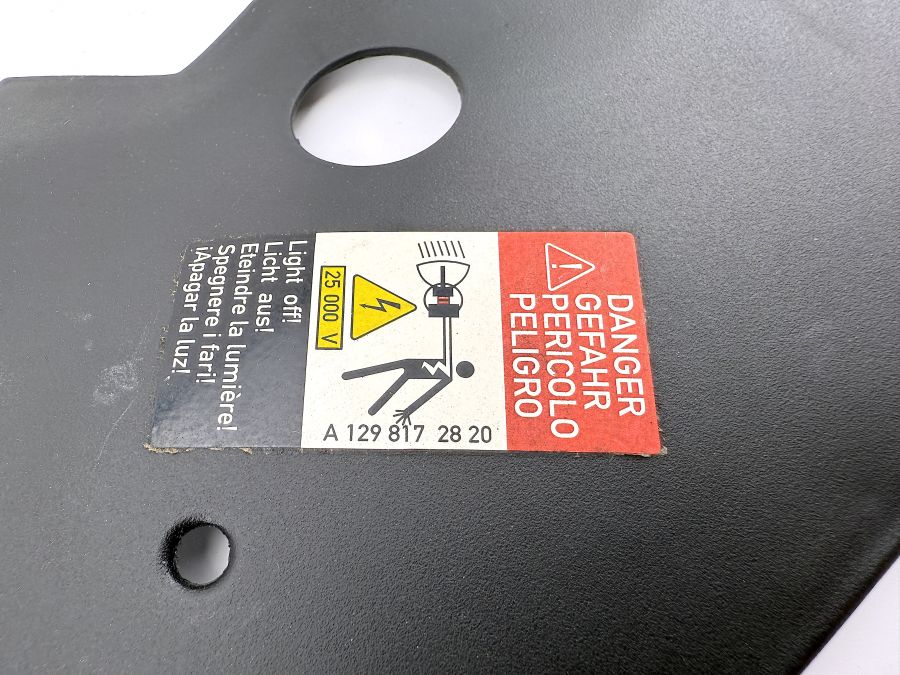 DANGER
GEFAHR
PERICOLO
PELIGRO
25 000 V
A 129 817 28 20
Light off!
Licht aus!
Eteindre la lumière!
Spegnere i fari!
¡Apagar la luz!